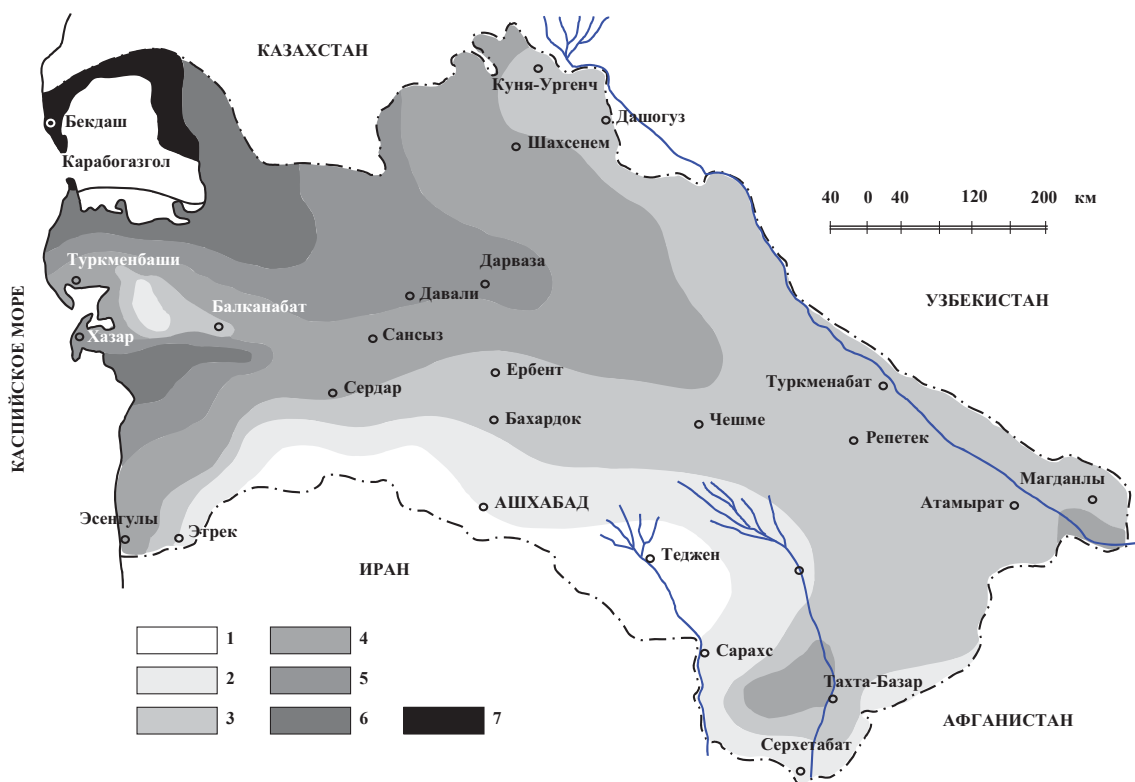 КАЗАХСТАН
Куня-Ургенч
Бекдаш
Дашогуз
Шахсенем
Карабогазгол
40 0 40 120 200 км
Туркменбаши
Дарваза
Давали
Балканабат
УЗБЕКИСТАН
Хазар
Сансыз
КАСПИЙСКОЕ МОРЕ
Ербент
Сердар
Туркменабат
Бахардок
Чешме
Репетек
Магданлы
АШХАБАД
Атамырат
Эсенгулы
Этрек
Теджен
ИРАН
1
4
Сарахс
2
5
Тахта-Базар
3
6
7
АФГАНИСТАН
Серхетабат